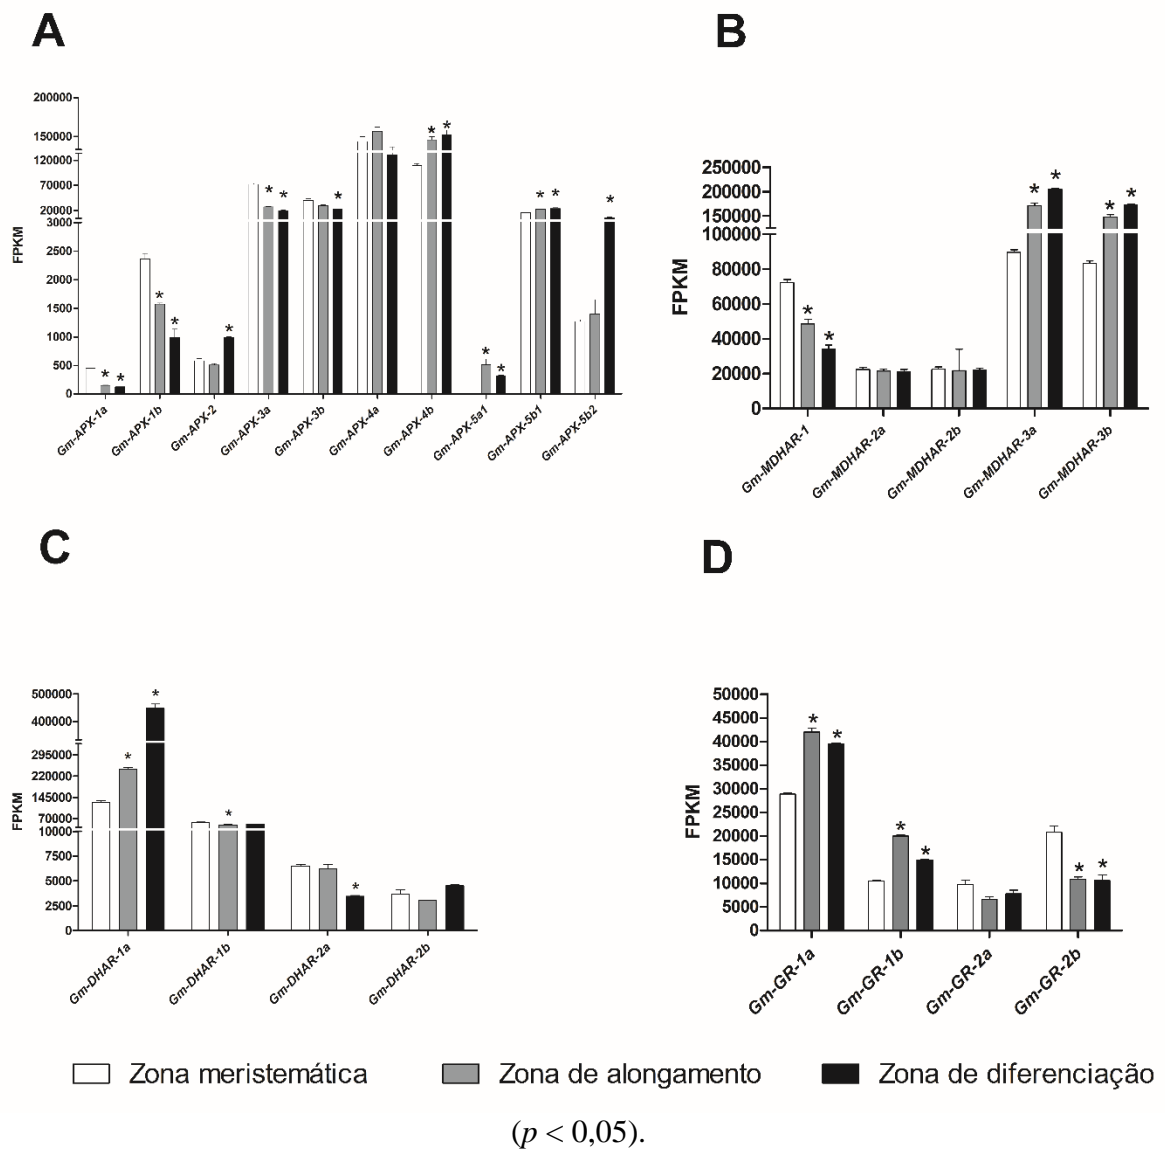 A
200000
150000
120000
70000
20000
3000
2500
2000
1500
1000
500
0
FPKM
* * * * * * * * * * * * * * *
Gm-APX-1a Gm-APX-1b Gm-APX-2 Gm-APX-3a Gm-APX-3b Gm-APX-4a Gm-APX-4b Gm-APX-5a1 Gm-APX-5b1 Gm-APX-5b2
B
250000
200000
150000
100000
80000
60000
40000
20000
0
FPKM
* * * * * *
Gm-MDHAR-1 Gm-MDHAR-2a Gm-MDHAR-2b Gm-MDHAR-3a Gm-MDHAR-3b
C
500000
400000
295000
220000
145000
70000
10000
7500
5000
2500
0
FPKM
* * * *
Gm-DHAR-1a Gm-DHAR-1b Gm-DHAR-2a Gm-DHAR-2b
D
50000
45000
40000
35000
30000
25000
20000
15000
10000
5000
0
FPKM
* * * * * *
Gm-GR-1a Gm-GR-1b Gm-GR-2a Gm-GR-2b
Zona meristemática Zona de alongamento Zona de diferenciação
(p < 0,05).